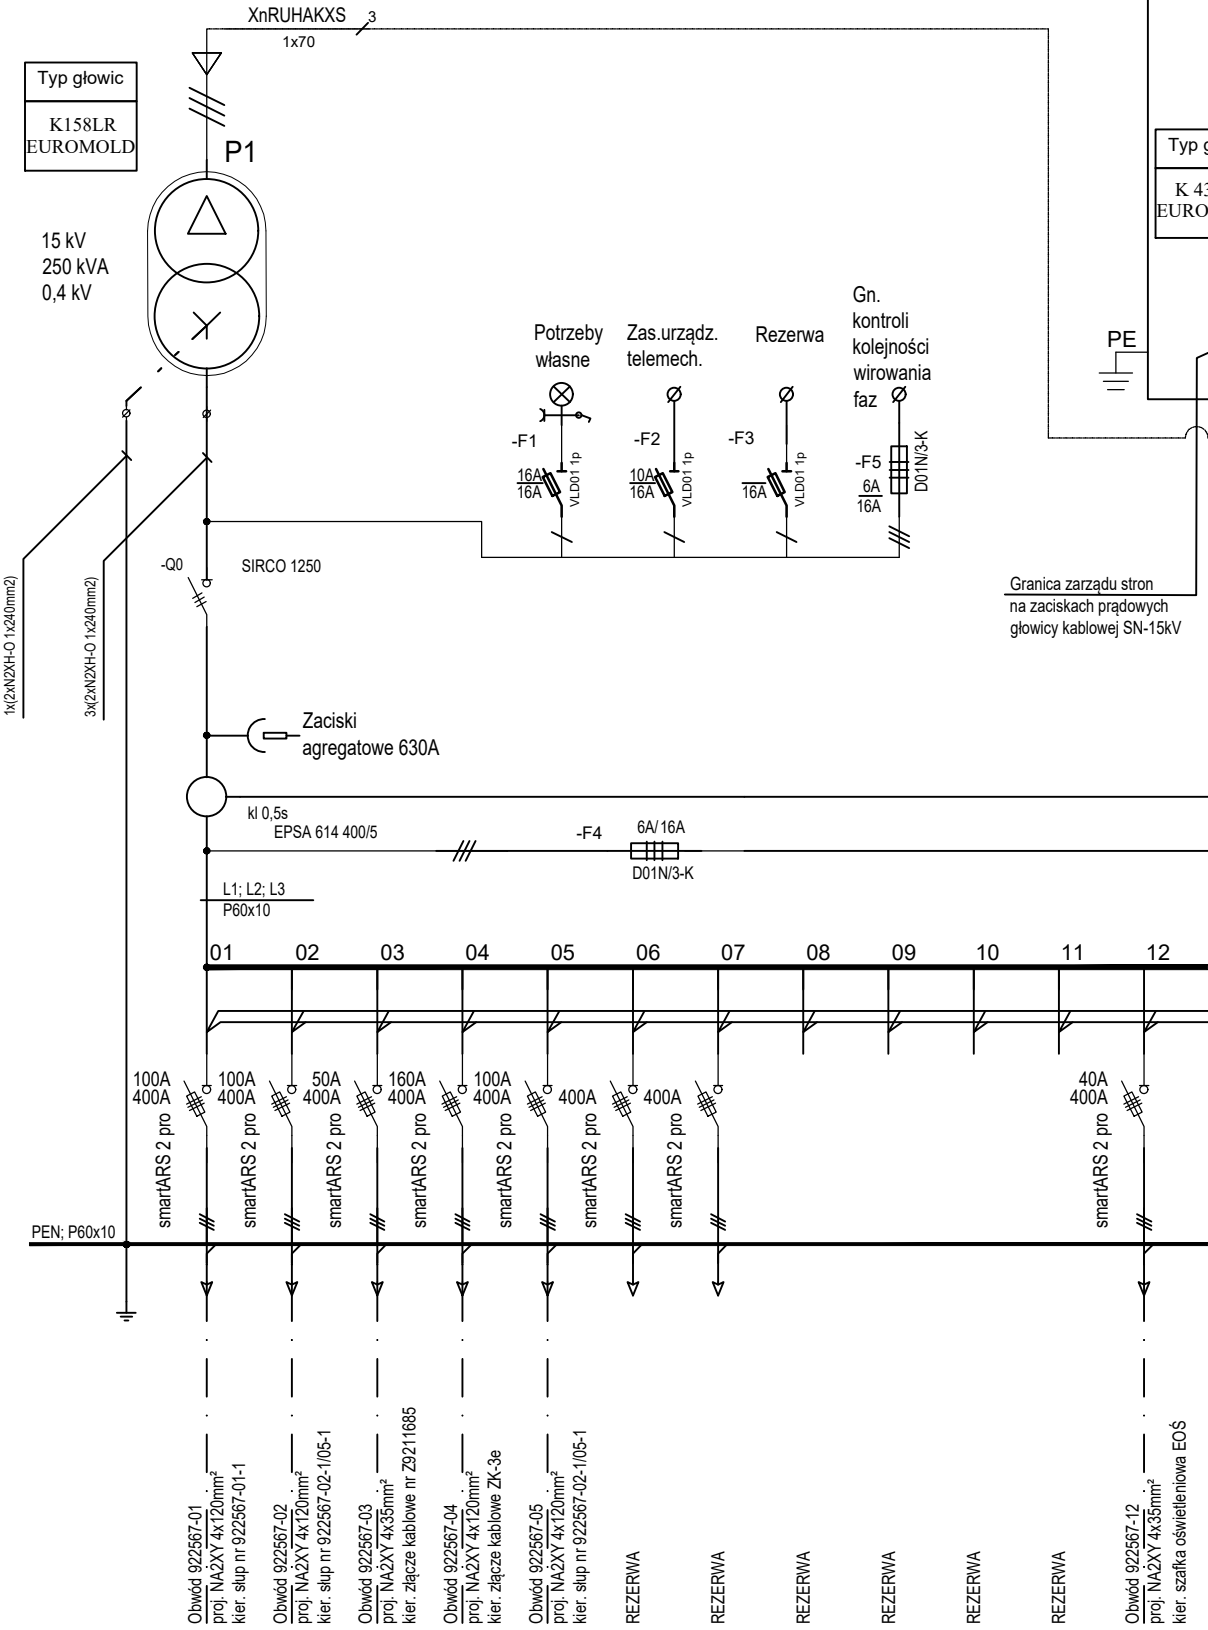 XnRUHAKXS 3
1x70
Typ głowic
K158LR
EUROMOLD
P1
15 kV
250 kVA
0,4 kV
Typ g
K 43
EURO
PE
Potrzeby
własne
Zas.urządz.
telemech.
Rezerwa
Gn.
kontroli
kolejności
wirowania
faz
-F1
16A
16A
VLD01 1p
-F2
10A
16A
VLD01 1p
-F3
16A
VLD01 1p
-F5
6A
16A
D01N/3-K
-Q0
SIRCO 1250
1x(2xN2XH-O 1x240mm2)
3x(2xN2XH-O 1x240mm2)
Granica zarządu stron
na zaciskach prądowych
głowicy kablowej SN-15kV
Zaciski
agregatowe 630A
kl 0,5s
EPSA 614 400/5
-F4
6A/16A
D01N/3-K
L1; L2; L3
P60x10
01 02 03 04 05 06 07 08 09 10 11 12
100A
400A
smartARS 2 pro
100A
400A
smartARS 2 pro
50A
400A
smartARS 2 pro
160A
400A
smartARS 2 pro
100A
400A
smartARS 2 pro
400A
smartARS 2 pro
400A
smartARS 2 pro
40A
400A
smartARS 2 pro
PEN; P60x10
Obwód 922567-01
proj. NA2XY 4x120mm²
kier. słup nr 922567-01-1
Obwód 922567-02
proj. NA2XY 4x120mm²
kier. słup nr 922567-02-1/05-1
Obwód 922567-03
proj. NA2XY 4x35mm²
kier. złącze kablowe nr Z9211685
Obwód 922567-04
proj. NA2XY 4x120mm²
kier. złącze kablowe ZK-3e
Obwód 922567-05
proj. NA2XY 4x120mm²
kier. słup nr 922567-02-1/05-1
REZERWA
REZERWA
REZERWA
REZERWA
REZERWA
REZERWA
Obwód 922567-12
proj. NA2XY 4x35mm²
kier. szafka oświetleniowa EOŚ